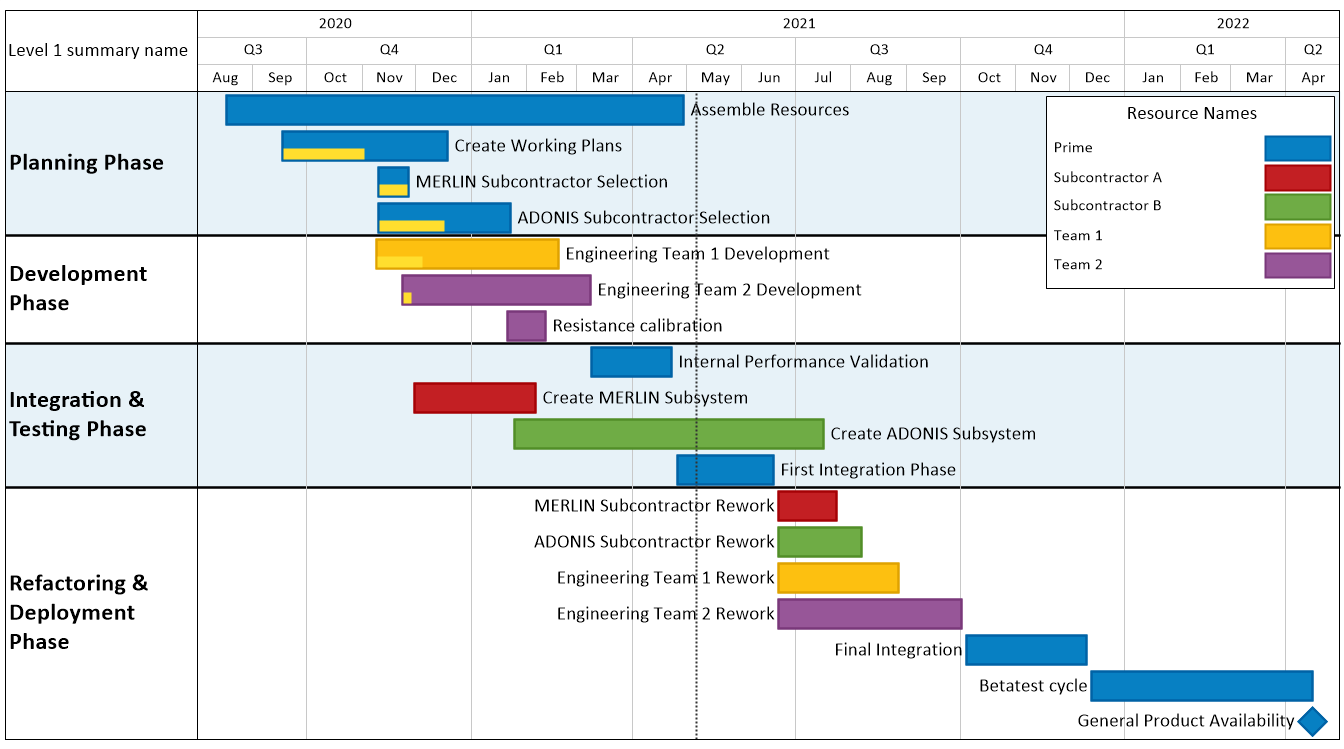 Level 1 summary name
2020 2021 2022
Q3 Q4 Q1 Q2 Q3 Q4 Q1 Q2
Aug Sep Oct Nov Dec Jan Feb Mar Apr May Jun Jul Aug Sep Oct Nov Dec Jan Feb Mar Apr
Resource Names
Prime
Subcontractor A
Subcontractor B
Team 1
Team 2
Planning Phase
Assemble Resources
Create Working Plans
MERLIN Subcontractor Selection
ADONIS Subcontractor Selection
Development
Phase
Engineering Team 1 Development
Engineering Team 2 Development
Resistance calibration
Integration &
Testing Phase
Internal Performance Validation
Create MERLIN Subsystem
Create ADONIS Subsystem
First Integration Phase
Refactoring &
Deployment
Phase
MERLIN Subcontractor Rework
ADONIS Subcontractor Rework
Engineering Team 1 Rework
Engineering Team 2 Rework
Final Integration
Betatest cycle
General Product Availability